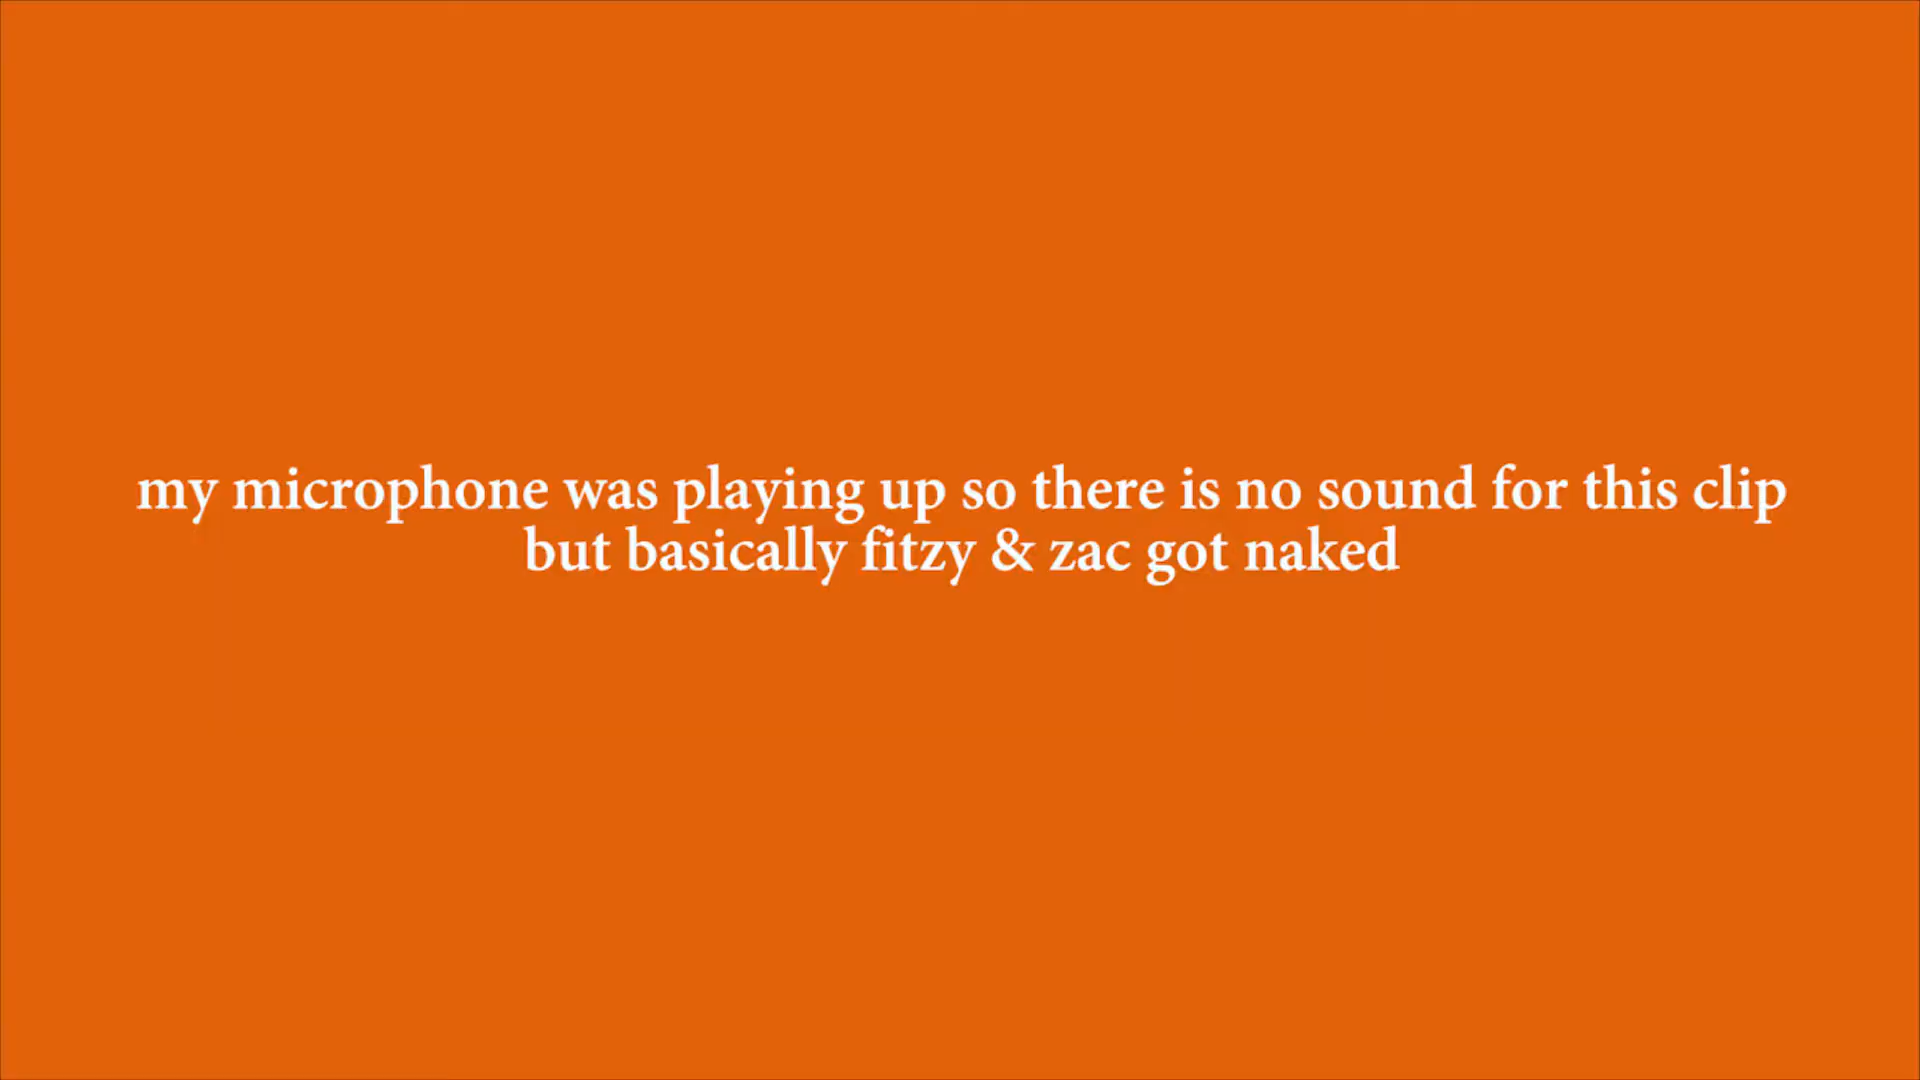 my microphone was playing up so there is no sound for this clip
but basically fitzy & zac got naked